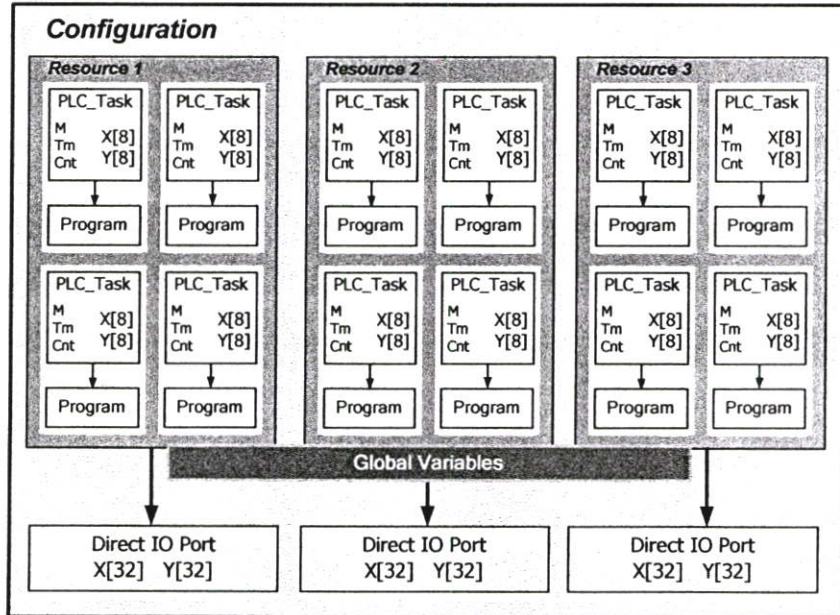 Configuration
Resource 1
PLC_Task
M
Tm
Cnt
X[8]
Y[8]
Program
PLC_Task
M
Tm
Cnt
X[8]
Y[8]
Program
PLC_Task
M
Tm
Cnt
X[8]
Y[8]
Program
PLC_Task
M
Tm
Cnt
X[8]
Y[8]
Program
Resource 2
PLC_Task
M
Tm
Cnt
X[8]
Y[8]
Program
PLC_Task
M
Tm
Cnt
X[8]
Y[8]
Program
PLC_Task
M
Tm
Cnt
X[8]
Y[8]
Program
PLC_Task
M
Tm
Cnt
X[8]
Y[8]
Program
Resource 3
PLC_Task
M
Tm
Cnt
X[8]
Y[8]
Program
PLC_Task
M
Tm
Cnt
X[8]
Y[8]
Program
PLC_Task
M
Tm
Cnt
X[8]
Y[8]
Program
PLC_Task
M
Tm
Cnt
X[8]
Y[8]
Program
Global Variables
Direct IO Port
X[32] Y[32]
Direct IO Port
X[32] Y[32]
Direct IO Port
X[32] Y[32]